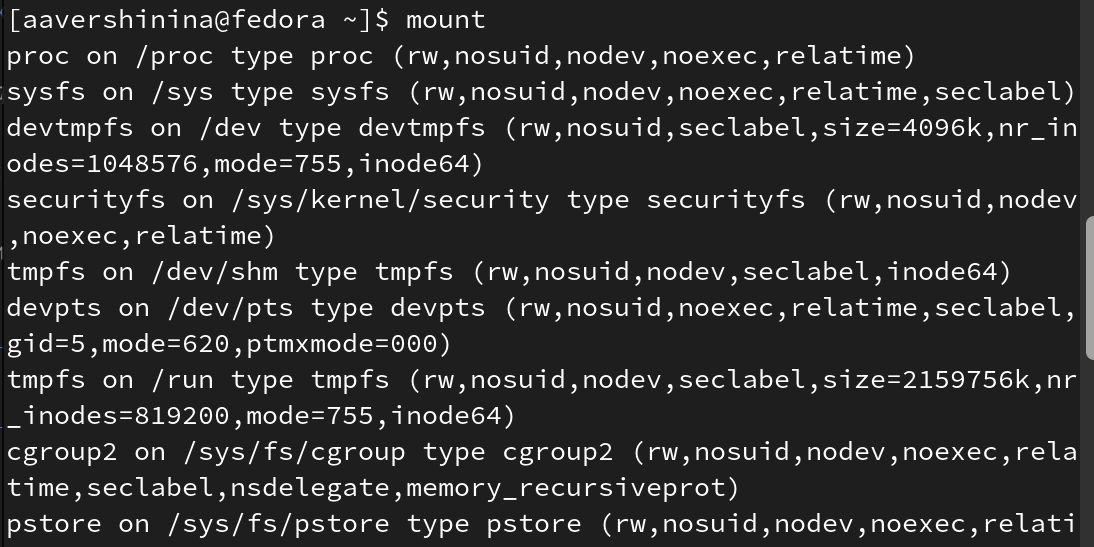 [aavershinina@fedora ~]$ mount
proc on /proc type proc (rw,nosuid,nodev,noexec,relatime)
sysfs on /sys type sysfs (rw,nosuid,nodev,noexec,relatime,seclabel)
devtmpfs on /dev type devtmpfs (rw,nosuid,seclabel,size=4096k,nr_in
odes=1048576,mode=755,inode64)
securityfs on /sys/kernel/security type securityfs (rw,nosuid,nodev
,noexec,relatime)
tmpfs on /dev/shm type tmpfs (rw,nosuid,nodev,seclabel,inode64)
devpts on /dev/pts type devpts (rw,nosuid,noexec,relatime,seclabel,
gid=5,mode=620,ptmxmode=000)
tmpfs on /run type tmpfs (rw,nosuid,nodev,seclabel,size=2159756k,nr
_inodes=819200,mode=755,inode64)
cgroup2 on /sys/fs/cgroup type cgroup2 (rw,nosuid,nodev,noexec,rela
time,seclabel,nsdelegate,memory_recursiveprot)
pstore on /sys/fs/pstore type pstore (rw,nosuid,nodev,noexec,relati